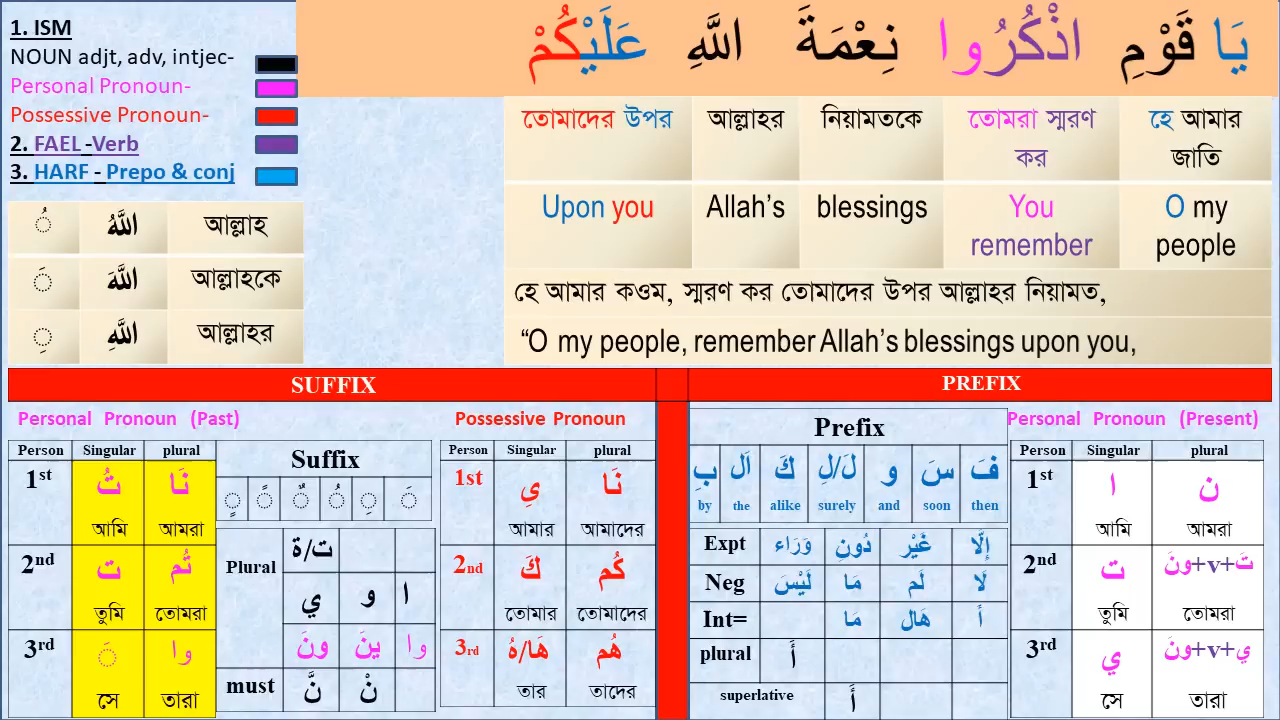 1. ISM
NOUN adjt, adv, intjec-
Personal Pronoun-
Possessive Pronoun-
2. FAEL -Verb
3. HARF - Prepo & conj
يَا قَوْمِ اذْكُرُوا نِعْمَةَ اللَّهِ عَلَيْكُمْ
তোমাদের উপর আল্লাহর নিয়ামতকে তোমরা স্মরণ কর হে আমার জাতি
Upon you Allah’s blessings You remember O my people
হে আমার কওম, স্মরণ কর তোমাদের উপর আল্লাহর নিয়ামত,
“O my people, remember Allah’s blessings upon you,
ُ اللَّهُ আল্লাহ
َ اللَّهَ আল্লাহকে
ِ اللَّهِ আল্লাহর
SUFFIX
Personal Pronoun (Past)
Person Singular plural
1st تُ نَا
আমি আমরা
2nd ت تُم
তুমি তোমরা
3rd َ وا
সে তারা
Suffix
ٍ ً ٌ ُ ِ َ
Plural ت/ة
ي و ا
ونَ ينَ وا
must نَّ نْ
Possessive Pronoun
Person Singular plural
1st ي نَا
আমার আমাদের
2nd كَ كُم
তোমার তোমাদের
3rd هَا/هُ هُم
তার তাদের
PREFIX
Prefix
بِ اَل كَ لَ/لِ و سَ فَ
by the alike surely and soon then
Expt وَرَاء دُونِ غَيْر إِلَّا
Neg لَيْسَ مَا لَم لَا
Int= مَا هَال أَ
plural أَ
superlative أَ
Personal Pronoun (Present)
Person Singular plural
1st ا ن
আমি আমরা
2nd ت تَ+v+ونَ
তুমি তোমরা
3rd ي ي+v+ونَ
সে তারা